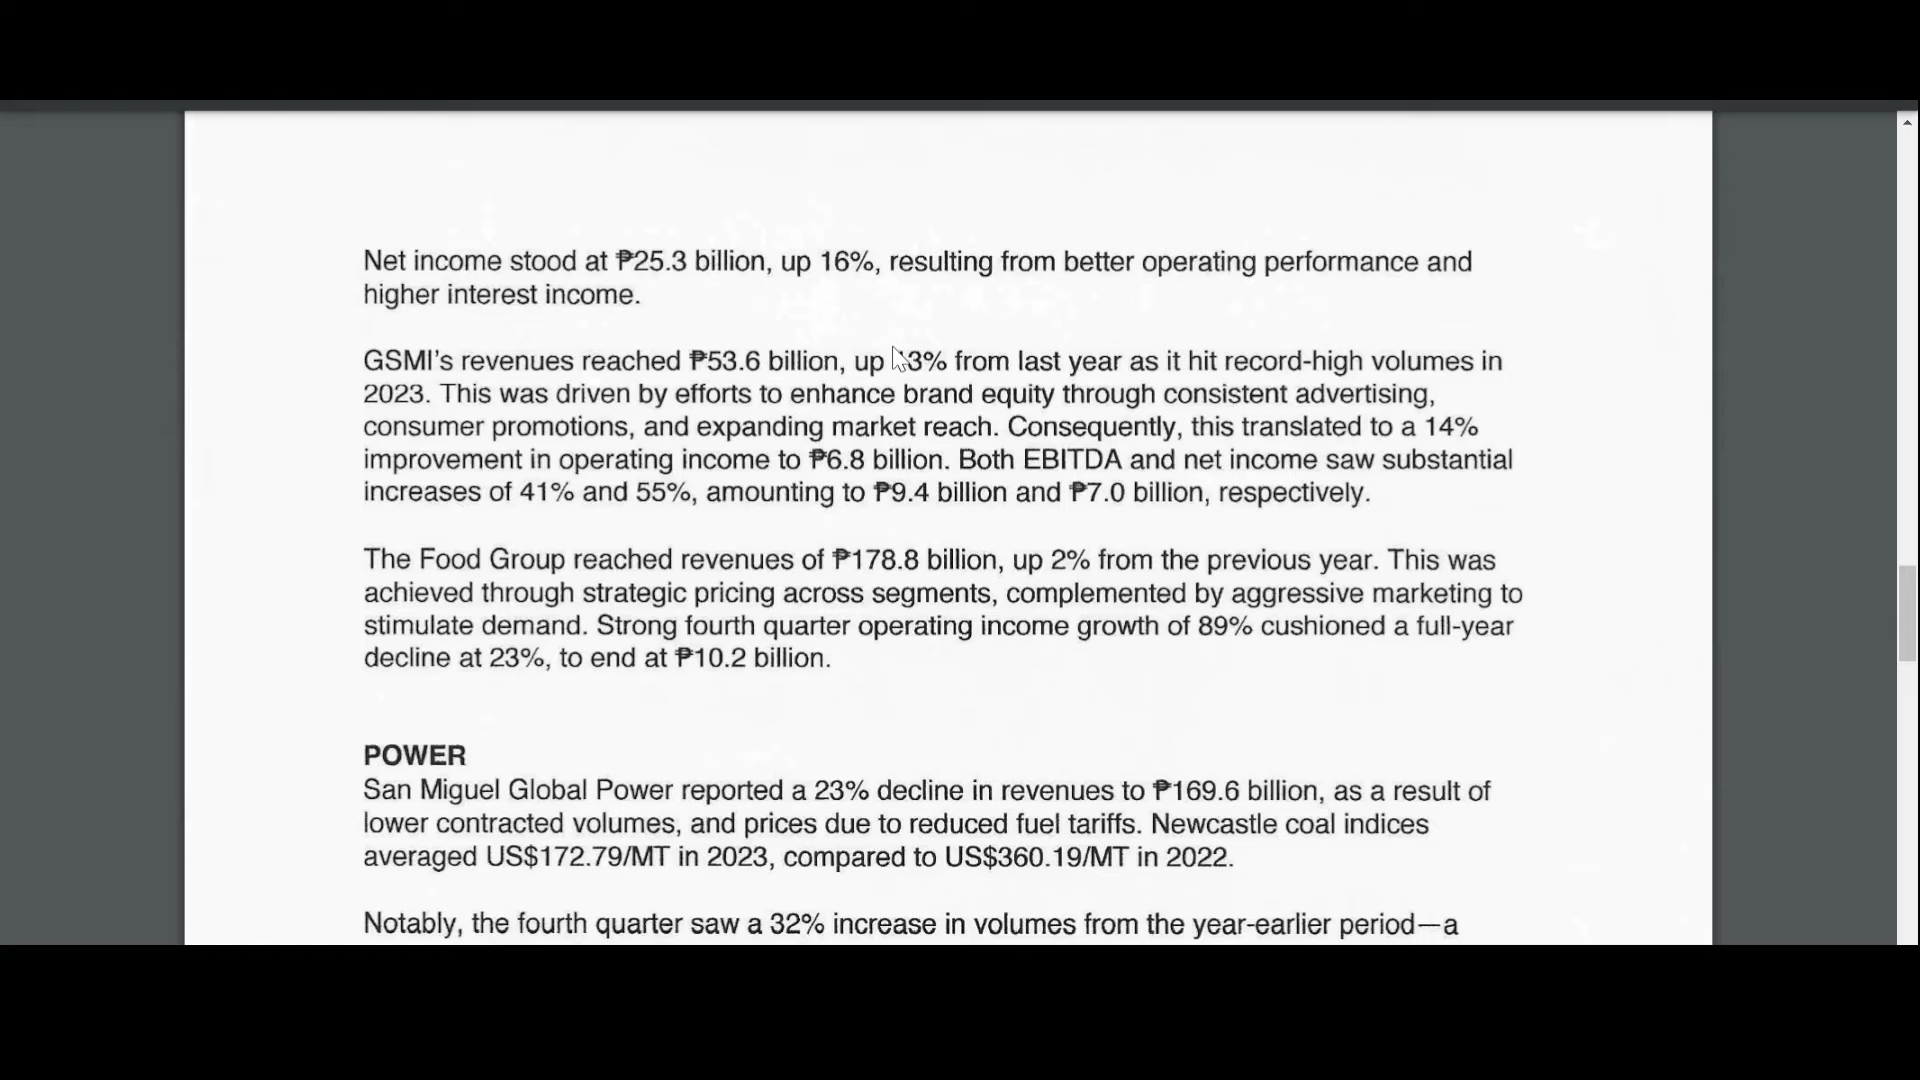 Net income stood at ₱25.3 billion, up 16%, resulting from better operating performance and
higher interest income.
GSMI's revenues reached ₱53.6 billion, up 3% from last year as it hit record-high volumes in
2023. This was driven by efforts to enhance brand equity through consistent advertising,
consumer promotions, and expanding market reach. Consequently, this translated to a 14%
improvement in operating income to ₱6.8 billion. Both EBITDA and net income saw substantial
increases of 41% and 55%, amounting to ₱9.4 billion and ₱7.0 billion, respectively.
The Food Group reached revenues of ₱178.8 billion, up 2% from the previous year. This was
achieved through strategic pricing across segments, complemented by aggressive marketing to
stimulate demand. Strong fourth quarter operating income growth of 89% cushioned a full-year
decline at 23%, to end at ₱10.2 billion.
POWER
San Miguel Global Power reported a 23% decline in revenues to ₱169.6 billion, as a result of
lower contracted volumes, and prices due to reduced fuel tariffs. Newcastle coal indices
averaged US$172.79/MT in 2023, compared to US$360.19/MT in 2022.
Notably, the fourth quarter saw a 32% increase in volumes from the year-earlier period—a